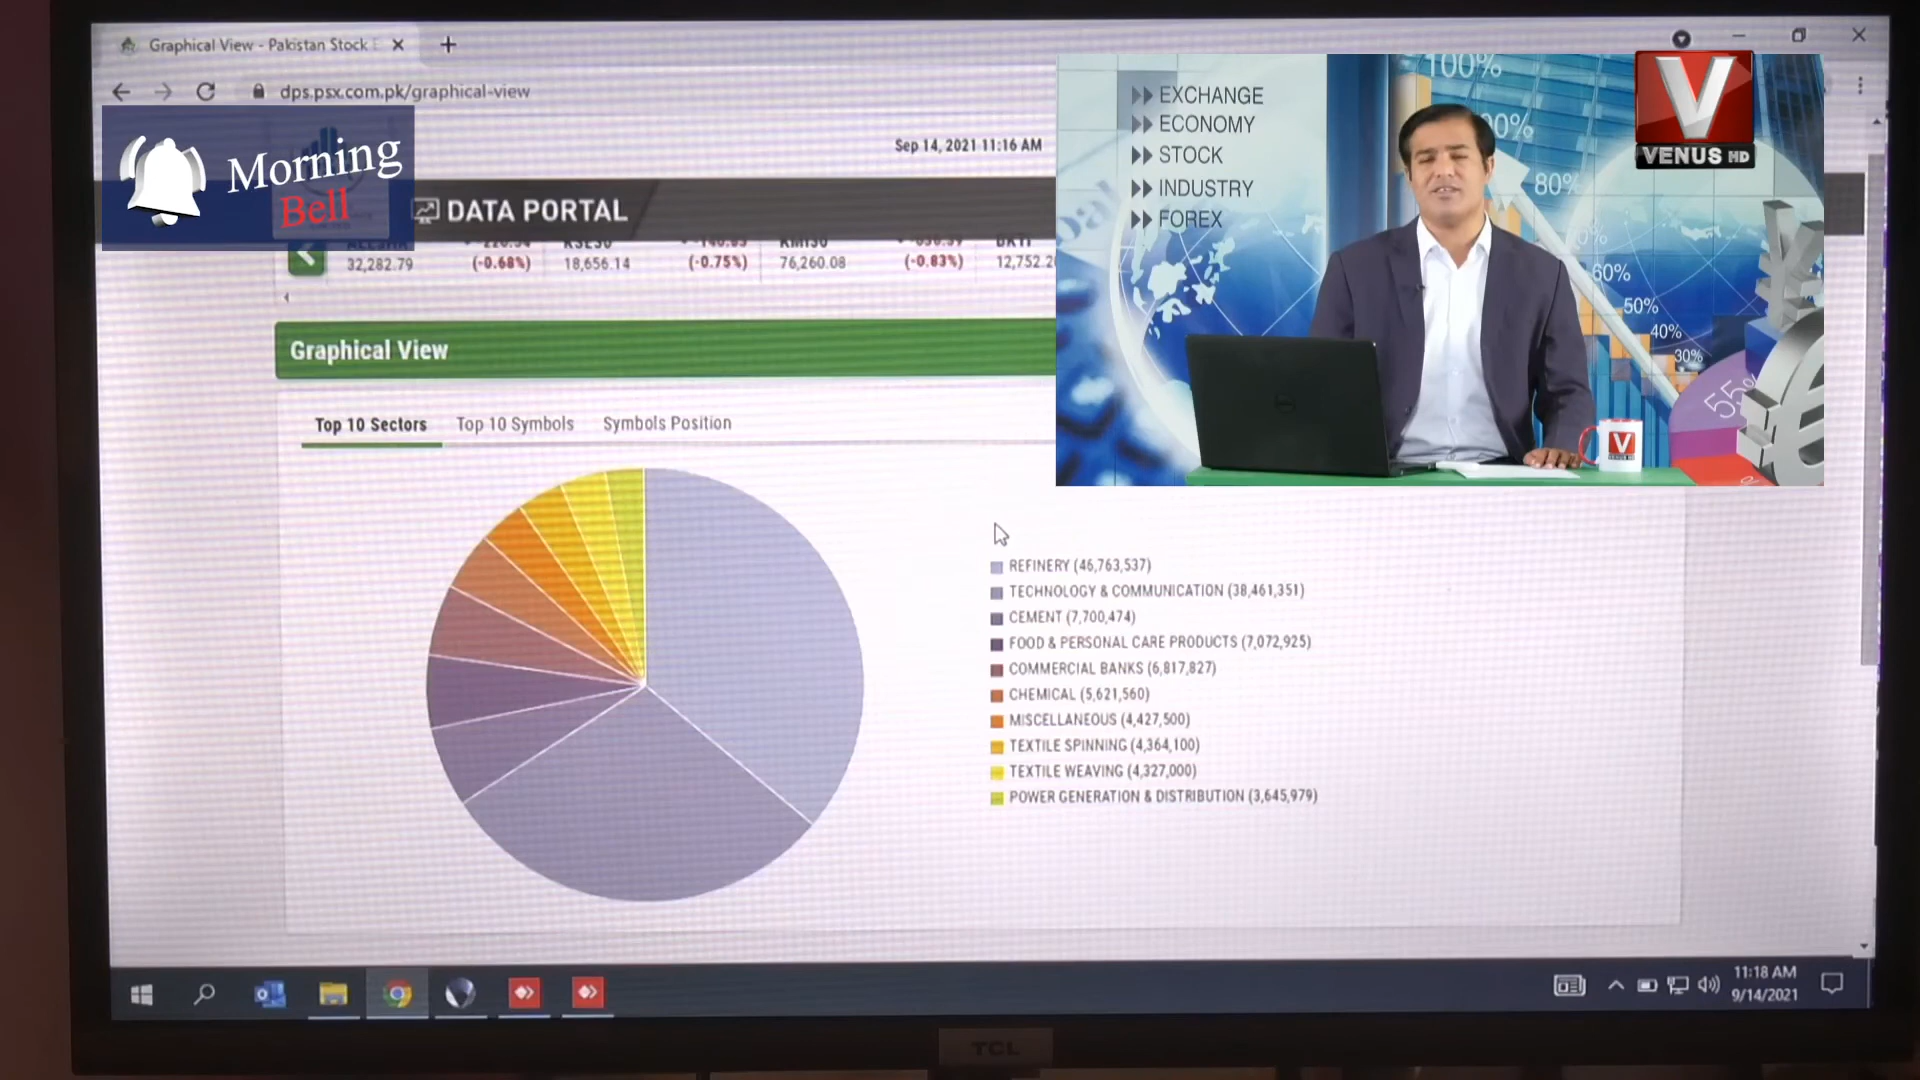 Graphical View - Pakistan Stock
dps.psx.com.pk/graphical-view
Morning
Bell
Sep 14, 2021 11:16 AM
DATA PORTAL
32,282.79 (-0.68%) 18,656.14 (-0.75%) 76,260.08 (-0.83%)
Graphical View
Top 10 Sectors Top 10 Symbols Symbols Position
REFINERY (46,763,537)
TECHNOLOGY & COMMUNICATION (38,461,351)
CEMENT (7,700,474)
FOOD & PERSONAL CARE PRODUCTS (7,072,925)
COMMERCIAL BANKS (6,817,827)
CHEMICAL (5,621,560)
MISCELLANEOUS (4,427,500)
TEXTILE SPINNING (4,364,100)
TEXTILE WEAVING (4,327,000)
POWER GENERATION & DISTRIBUTION (3,645,979)
EXCHANGE
ECONOMY
STOCK
INDUSTRY
FOREX
100%
80%
60%
50%
40%
30%
55%
V
VENUS HD
V
11:18 AM
9/14/2021
TCL